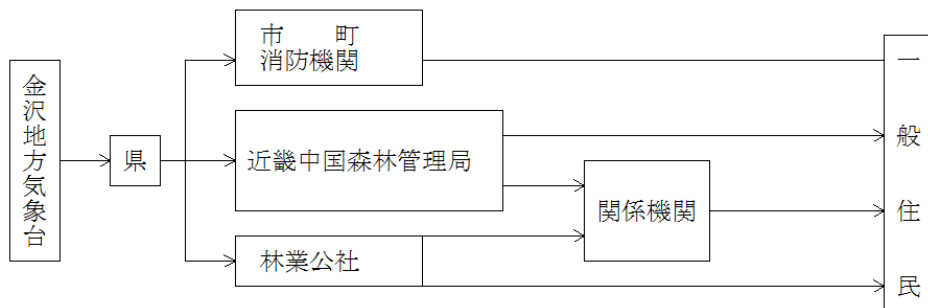 金沢地方気象台
県
市　　町
消防機関
近畿中国森林管理局
林業公社
関係機関
一般住民